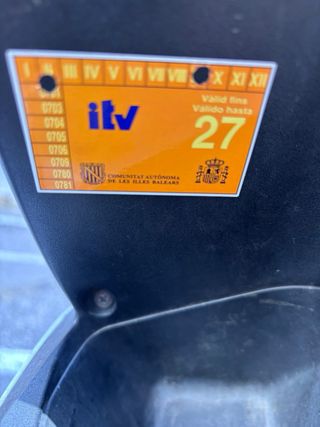 I II III IV V VI VII VIII X XI XII
0703
0704
0705
0706
0709
0780
0781
itv
Vàlid fins
Válido hasta
27
COMUNITAT AUTÒNOMA
DE LES ILLES BALEARS